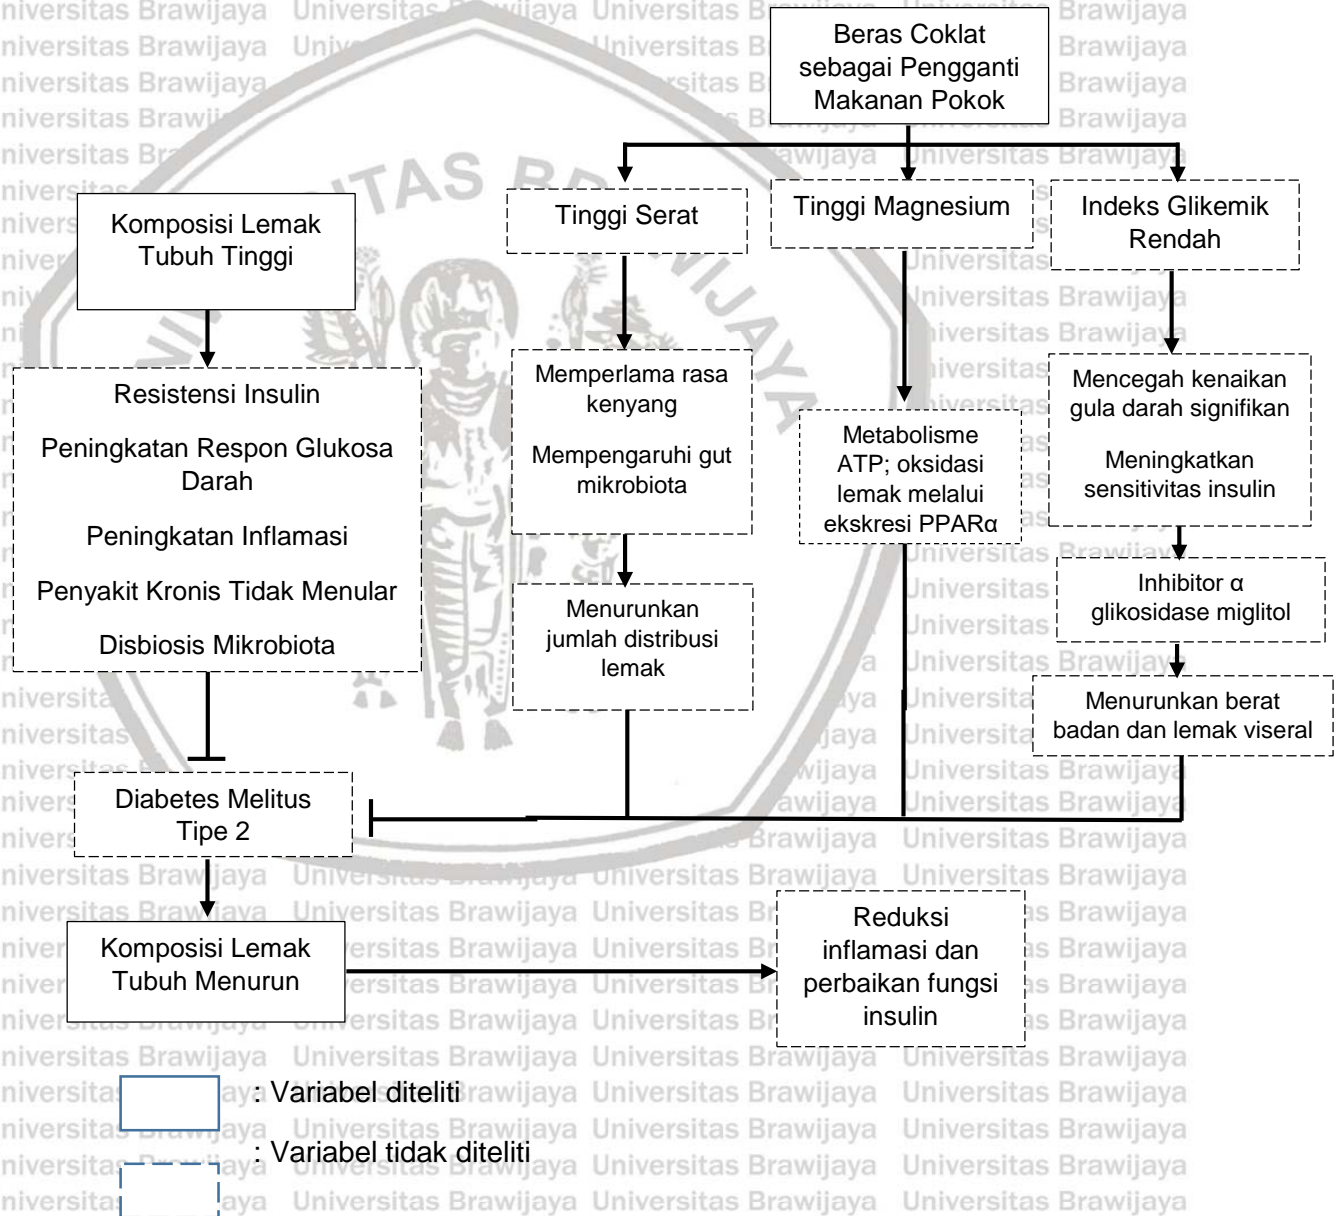 Beras Coklat
sebagai Pengganti
Makanan Pokok
Komposisi Lemak
Tubuh Tinggi
Tinggi Serat
Tinggi Magnesium
Indeks Glikemik
Rendah
Resistensi Insulin
Peningkatan Respon Glukosa
Darah
Peningkatan Inflamasi
Penyakit Kronis Tidak Menular
Disbiosis Mikrobiota
Memperlama rasa
kenyang
Mempengaruhi gut
mikrobiota
Metabolisme
ATP; oksidasi
lemak melalui
ekskresi PPARα
Mencegah kenaikan
gula darah signifikan
Meningkatkan
sensitivitas insulin
Menurunkan
jumlah distribusi
lemak
Inhibitor α
glikosidase miglitol
Menurunkan berat
badan dan lemak viseral
Diabetes Melitus
Tipe 2
Komposisi Lemak
Tubuh Menurun
Reduksi
inflamasi dan
perbaikan fungsi
insulin
: Variabel diteliti
: Variabel tidak diteliti